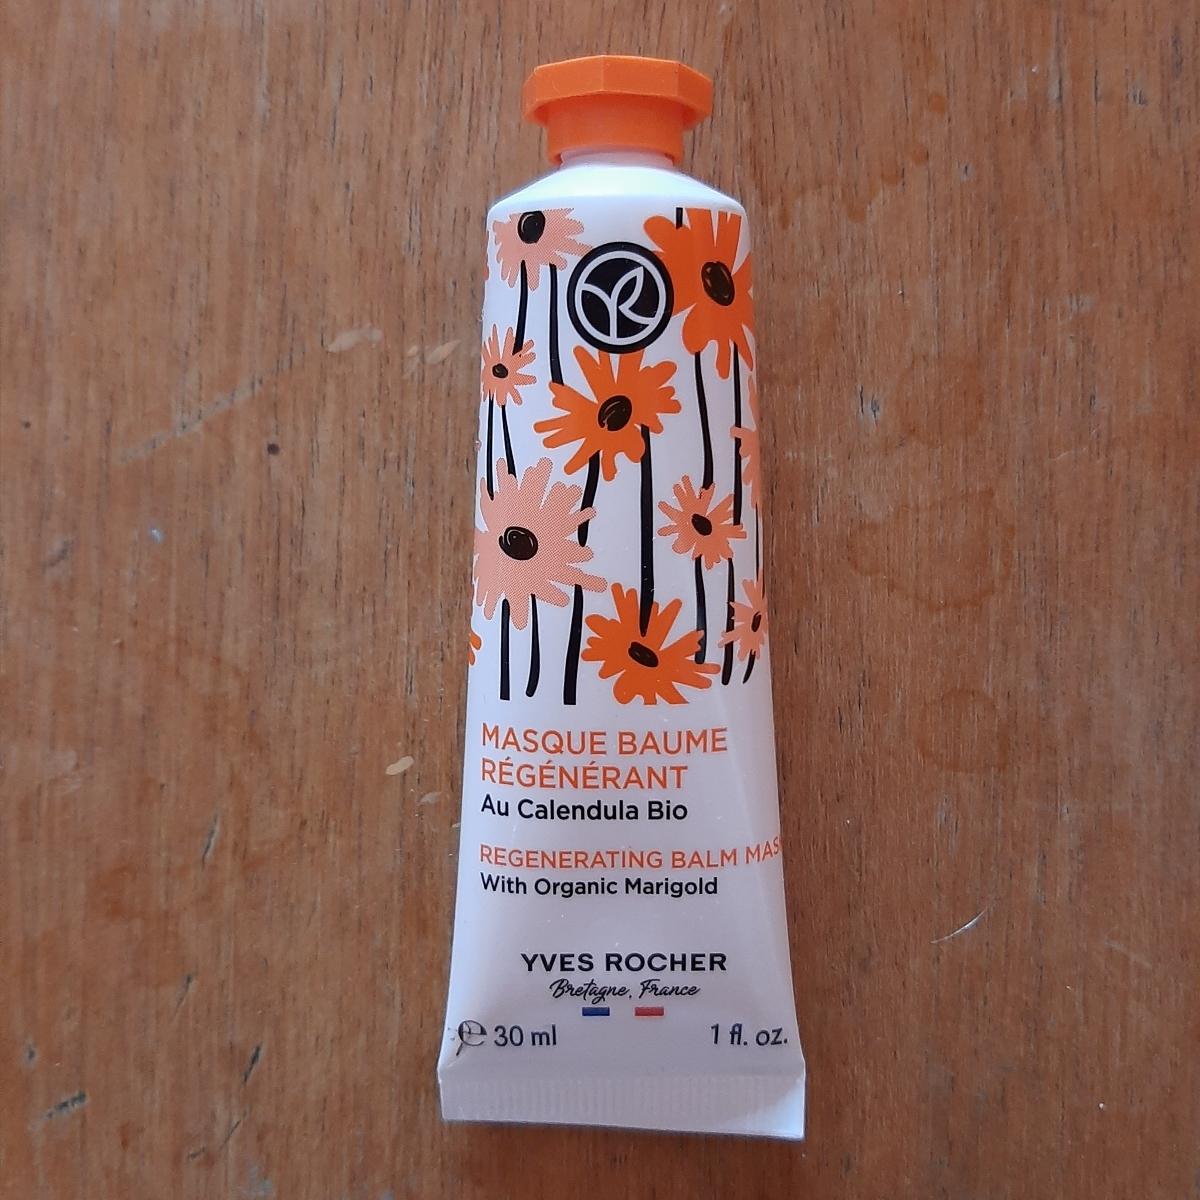 MASQUE BAUME
RÉGÉNÉRANT
Au Calendula Bio
REGENERATING BALM MAS
With Organic Marigold
YVES ROCHER
Bretagne, France
℮ 30 ml 1 fl. oz.